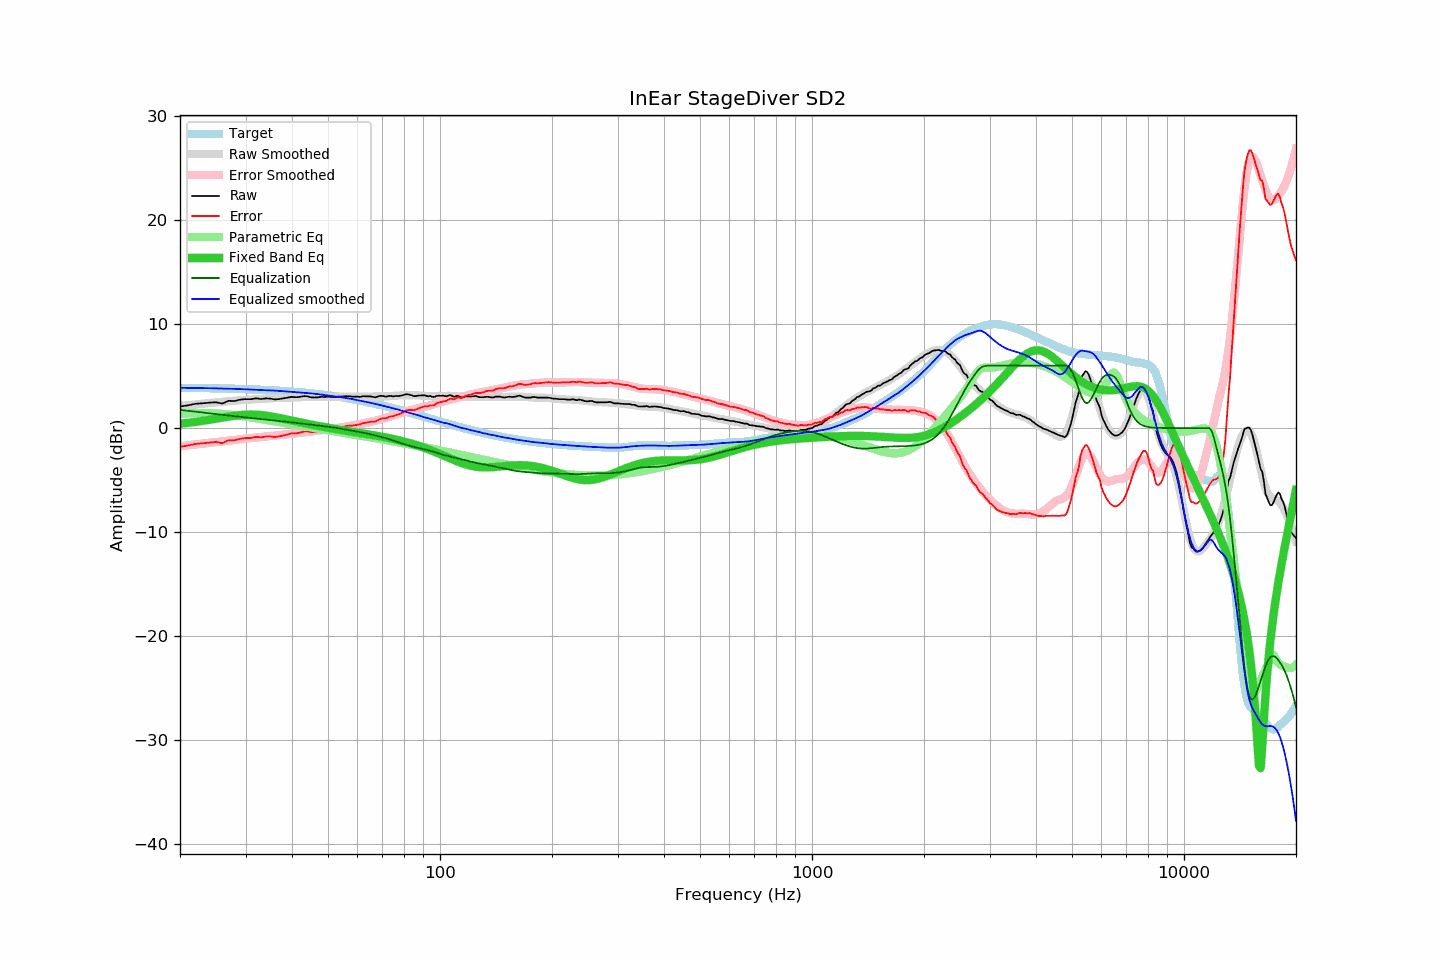 InEar StageDiver SD2
30
20
10
0
−10
−20
−30
−40
Amplitude (dBr)
Target
Raw Smoothed
Error Smoothed
Raw
Error
Parametric Eq
Fixed Band Eq
Equalization
Equalized smoothed
100
1000
10000
Frequency (Hz)